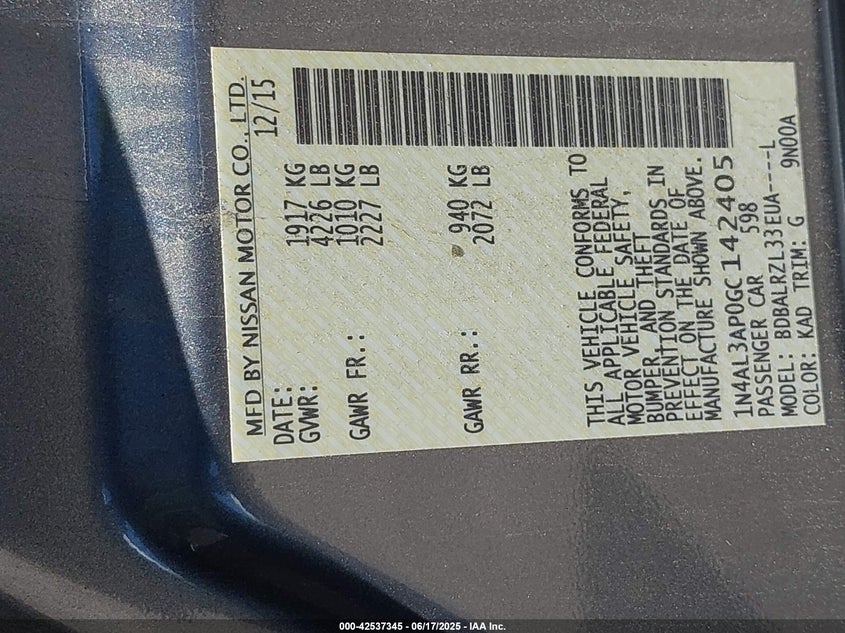 MFD BY NISSAN MOTOR CO., LTD.
DATE: 12/15
GVWR: 1917 KG
4226 LB
GAWR FR.: 1010 KG
2227 LB
GAWR RR.: 940 KG
2072 LB
THIS VEHICLE CONFORMS TO
ALL APPLICABLE FEDERAL
MOTOR VEHICLE SAFETY,
BUMPER, AND THEFT
PREVENTION STANDARDS IN
EFFECT ON THE DATE OF
MANUFACTURE SHOWN ABOVE.
1N4AL3AP0GC142405
PASSENGER CAR 598
MODEL: BDBALRZL33EUA----L
COLOR: KAD TRIM: G 9N00A
000-42537345 | 06/17/2025 - IAA Inc.